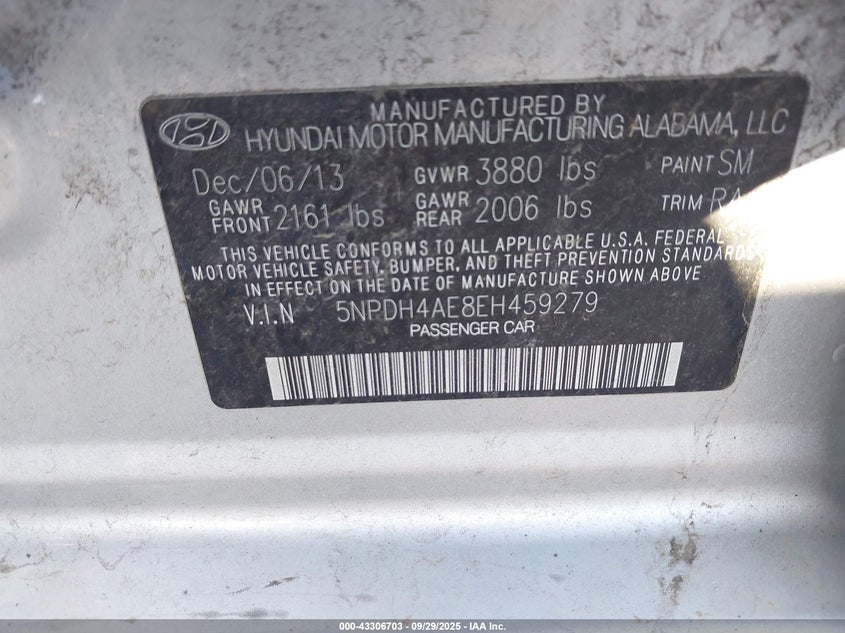 MANUFACTURED BY
HYUNDAI MOTOR MANUFACTURING ALABAMA, LLC
Dec/06/13 GVWR 3880 lbs PAINT SM
GAWR FRONT 2161 lbs GAWR REAR 2006 lbs TRIM
THIS VEHICLE CONFORMS TO ALL APPLICABLE U.S.A. FEDERAL
MOTOR VEHICLE SAFETY, BUMPER, AND THEFT PREVENTION STANDARDS
IN EFFECT ON THE DATE OF MANUFACTURE SHOWN ABOVE.
V.I.N 5NPDH4AE8EH459279
PASSENGER CAR
000-43306703 - 09/29/2025 - IAA Inc.